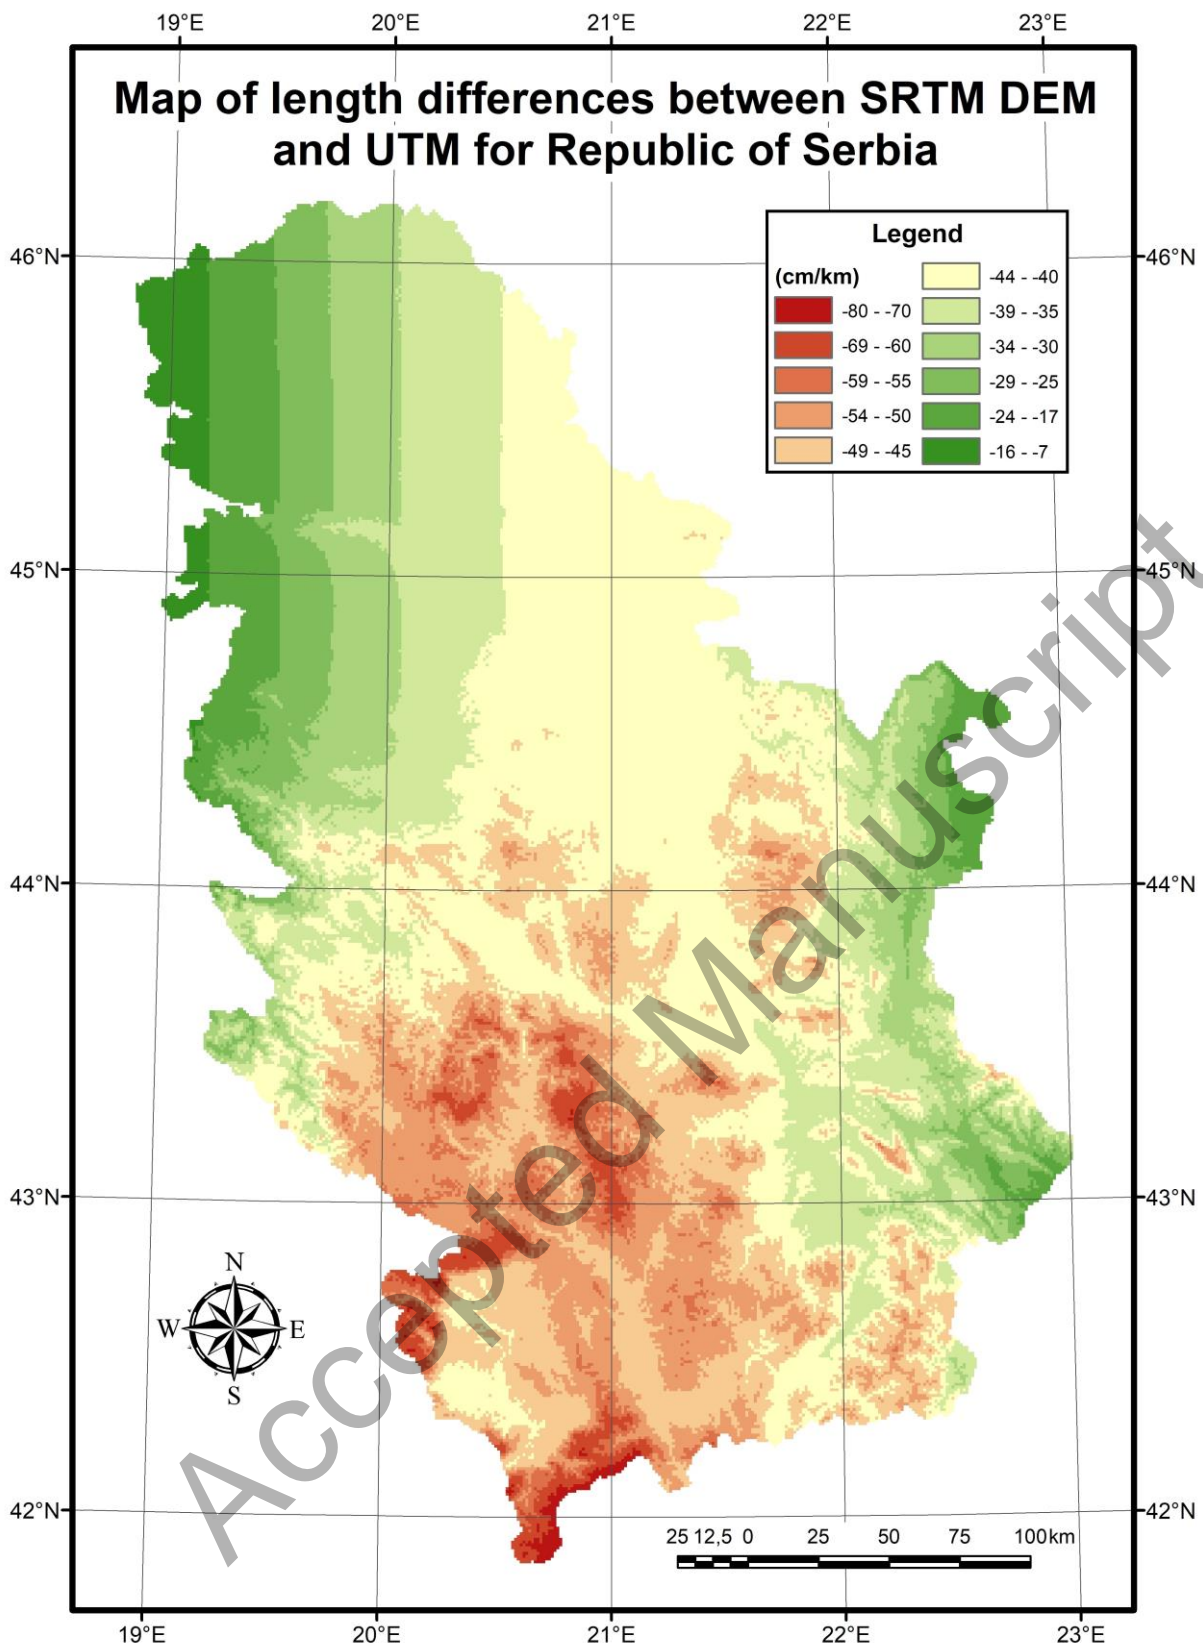 19°E 20°E 21°E 22°E 23°E
Map of length differences between SRTM DEM
and UTM for Republic of Serbia
Legend
(cm/km)
-80 - -70
-69 - -60
-59 - -55
-54 - -50
-49 - -45
-44 - -40
-39 - -35
-34 - -30
-29 - -25
-24 - -17
-16 - -7
46°N 46°N
45°N 45°N
44°N 44°N
43°N 43°N
42°N 42°N
Accepted Manuscript
N
W E
S
25 12,5 0 25 50 75 100km
19°E 20°E 21°E 22°E 23°E